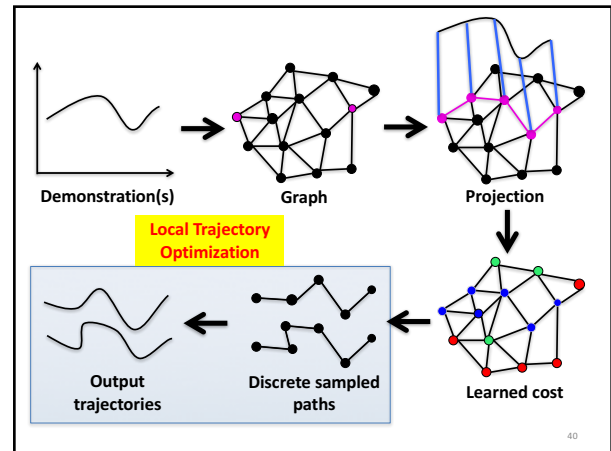 Demonstration(s)
Graph
Projection
Local Trajectory
Optimization
Output
trajectories
Discrete sampled
paths
Learned cost
40